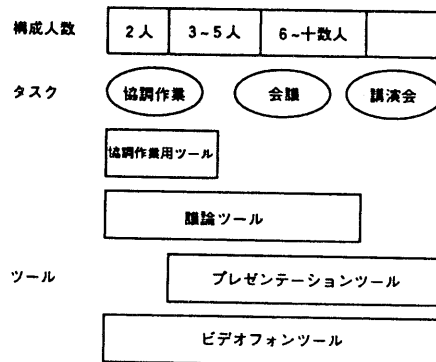 構成人数 2人 3~5人 6~十数人
タスク 協調作業 会議 講演会
協調作業用ツール
議論ツール
ツール プレゼンテーションツール
ビデオフォンツール